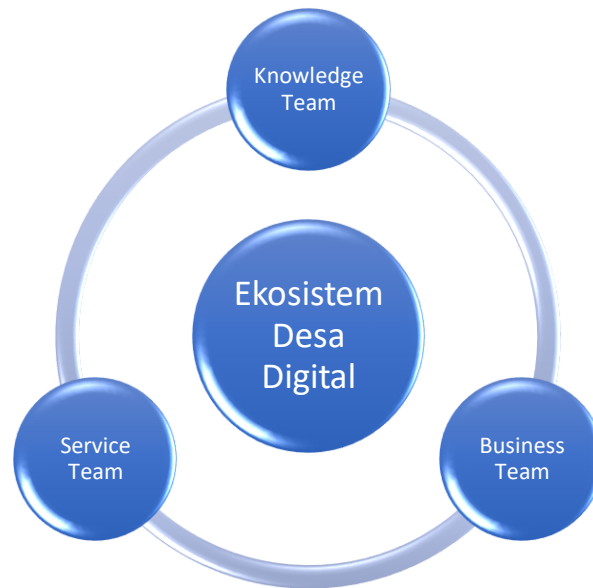 Knowledge
Team
Ekosistem
Desa
Digital
Service
Team
Business
Team